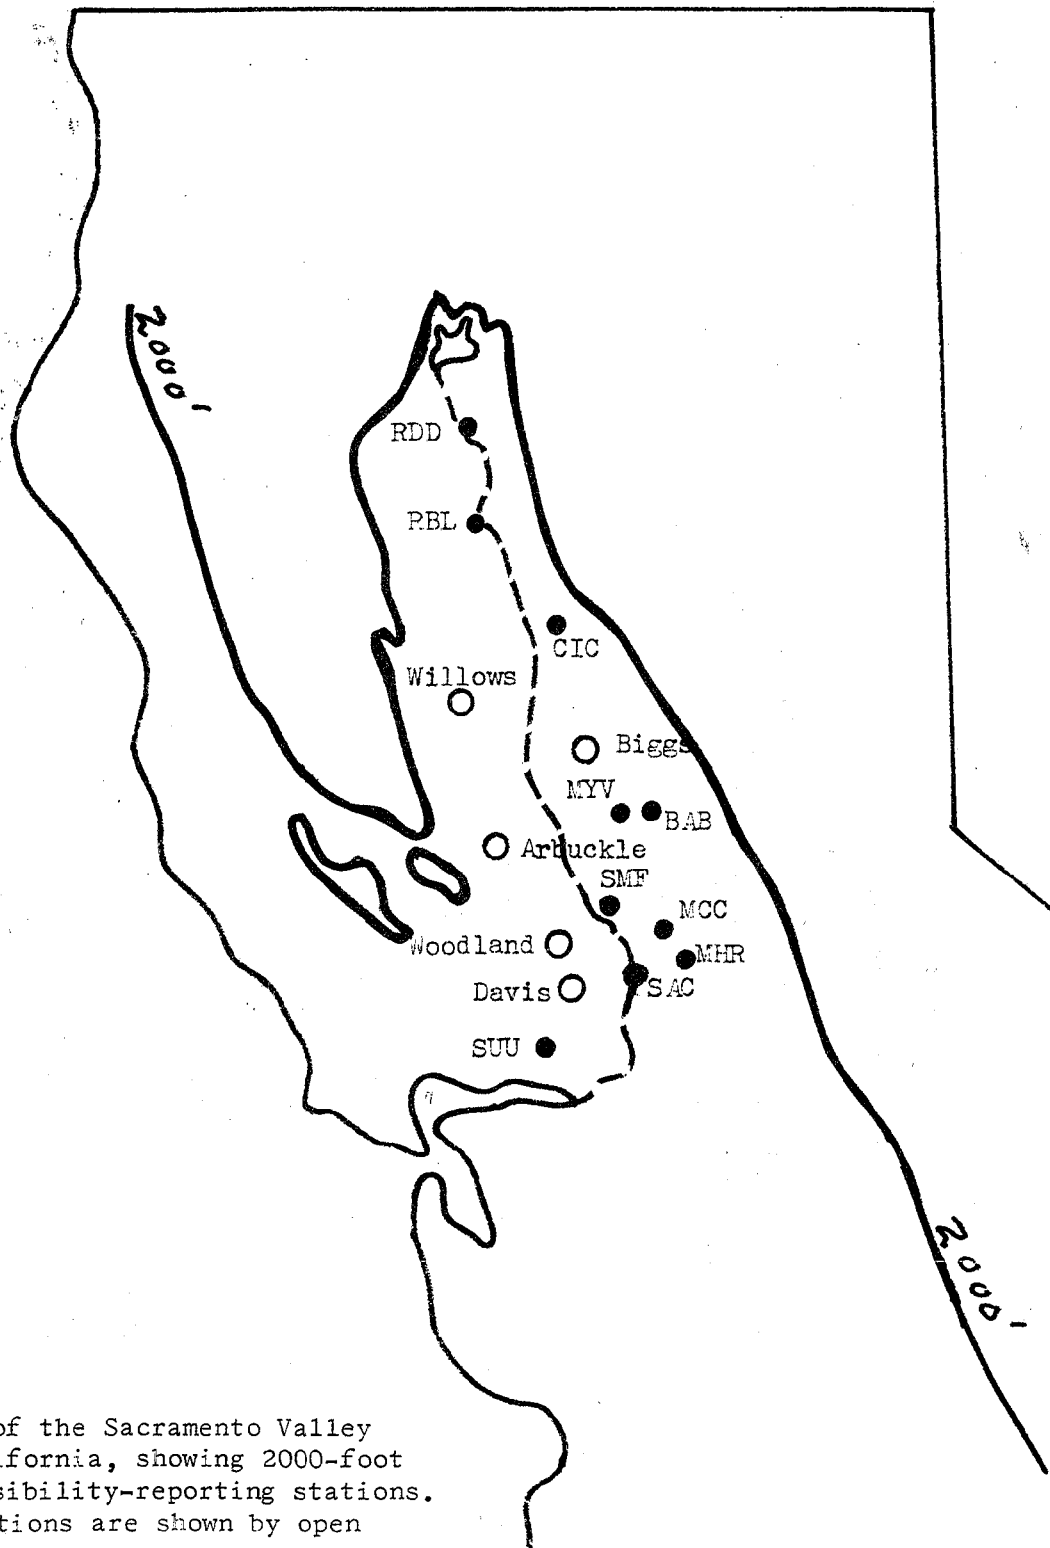 2000'
RDD
RBL
CIC
Willows
Biggs
MYV
BAB
Arbuckle
SMF
MCC
Woodland
MHR
SAC
Davis
SUU
2000'
of the Sacramento Valley
ifornia, showing 2000-foot
sibility-reporting stations.
tions are shown by open